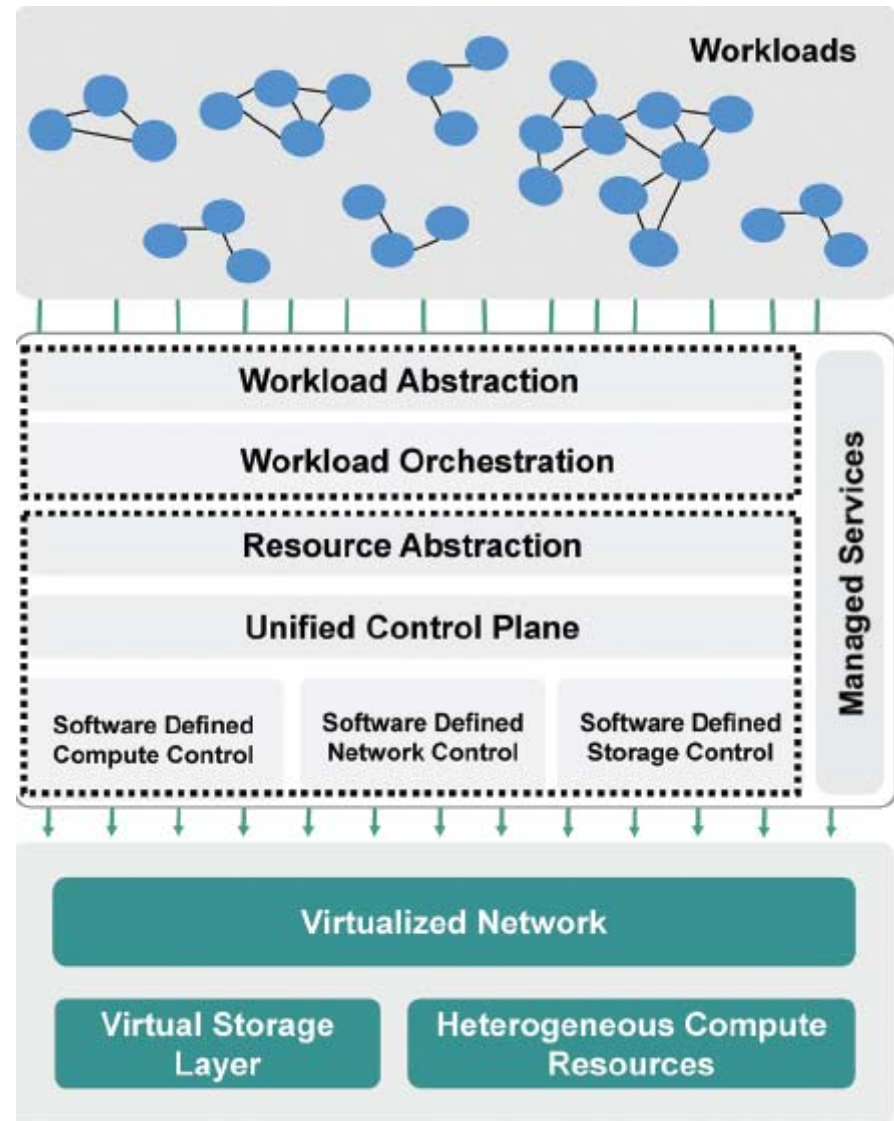 Workloads
Workload Abstraction
Workload Orchestration
Resource Abstraction
Unified Control Plane
Software Defined
Compute Control
Software Defined
Network Control
Software Defined
Storage Control
Managed Services
Virtualized Network
Virtual Storage
Layer
Heterogeneous Compute
Resources